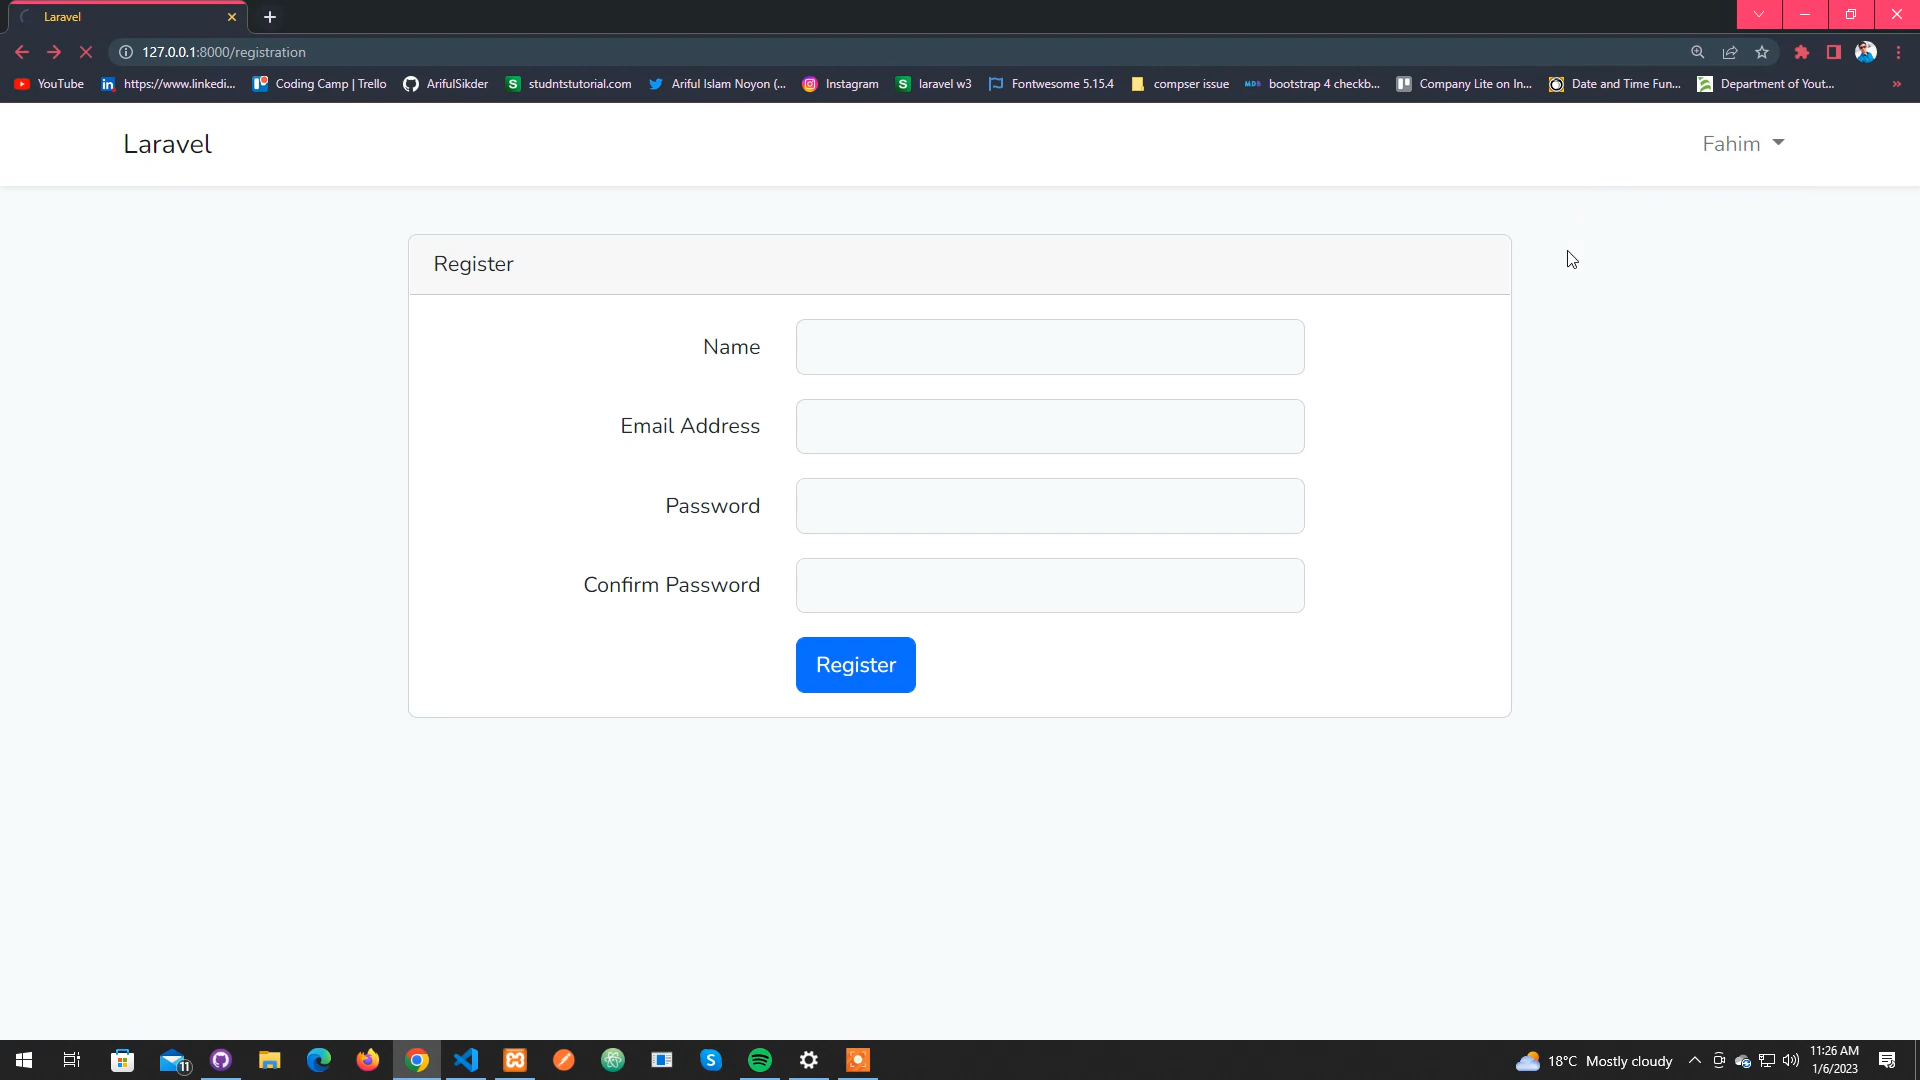 Laravel
127.0.0.1:8000/registration
YouTube
https://www.linkedi...
Coding Camp | Trello
ArifulSikder
studntstutorial.com
Ariful Islam Noyon (...
Instagram
laravel w3
Fontwesome 5.15.4
compser issue
MDB
bootstrap 4 checkb...
Company Lite on In...
Date and Time Fun...
Department of Yout...
Laravel
Fahim
Register
Name
Email Address
Password
Confirm Password
Register
11
18°C Mostly cloudy
11:26 AM
1/6/2023